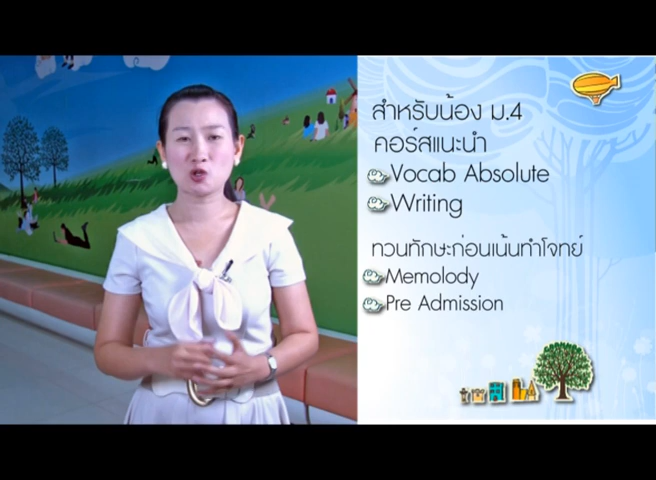 สำหรับน้อง ม.4
คอร์สแนะนำ
Vocab Absolute
Writing
ทวนทักษะก่อนเน้นทำโจทย์
Memolody
Pre Admission